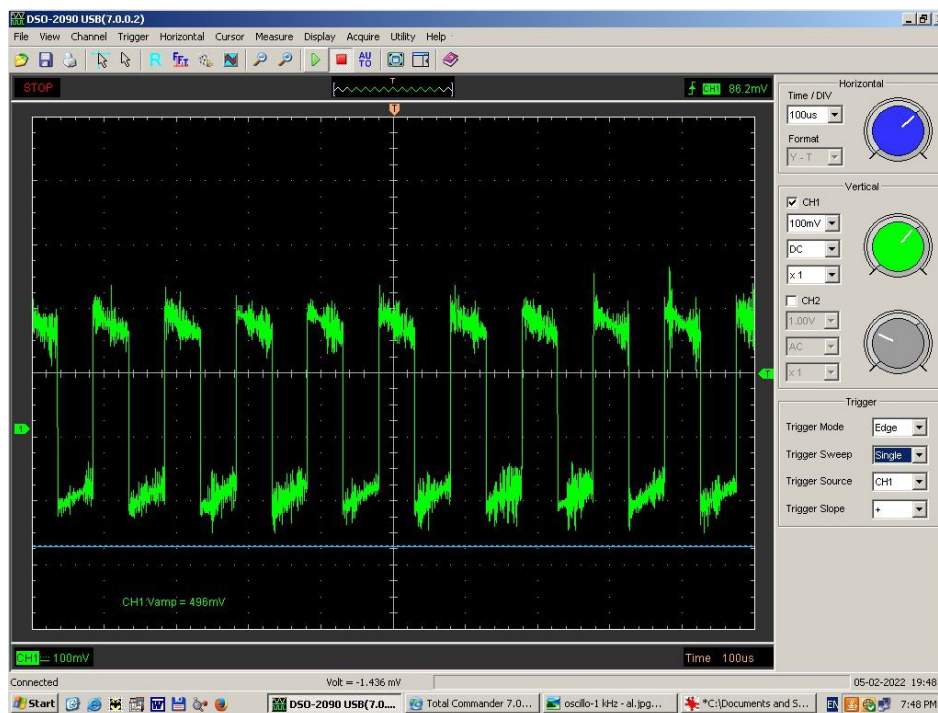 DSO-2090 USB(7.0.0.2)
File View Channel Trigger Horizontal Cursor Measure Display Acquire Utility Help
R FFT AUTO
STOP
T
CH1 86.2mV
T
1
T
CH1:Vamp = 496mV
CH1 100mV
Time 100us
Horizontal
Time / DIV
100us
Format
Y - T
Vertical
CH1
100mV
DC
x 1
CH2
1.00V
AC
x 1
Trigger
Trigger Mode Edge
Trigger Sweep Single
Trigger Source CH1
Trigger Slope +
Connected Volt = -1.436 mV 05-02-2022 19:48
Start DSO-2090 USB(7.0.... Total Commander 7.0... oscillo-1 kHz - al.jpg... *C:\Documents and S... EN 7:48 PM